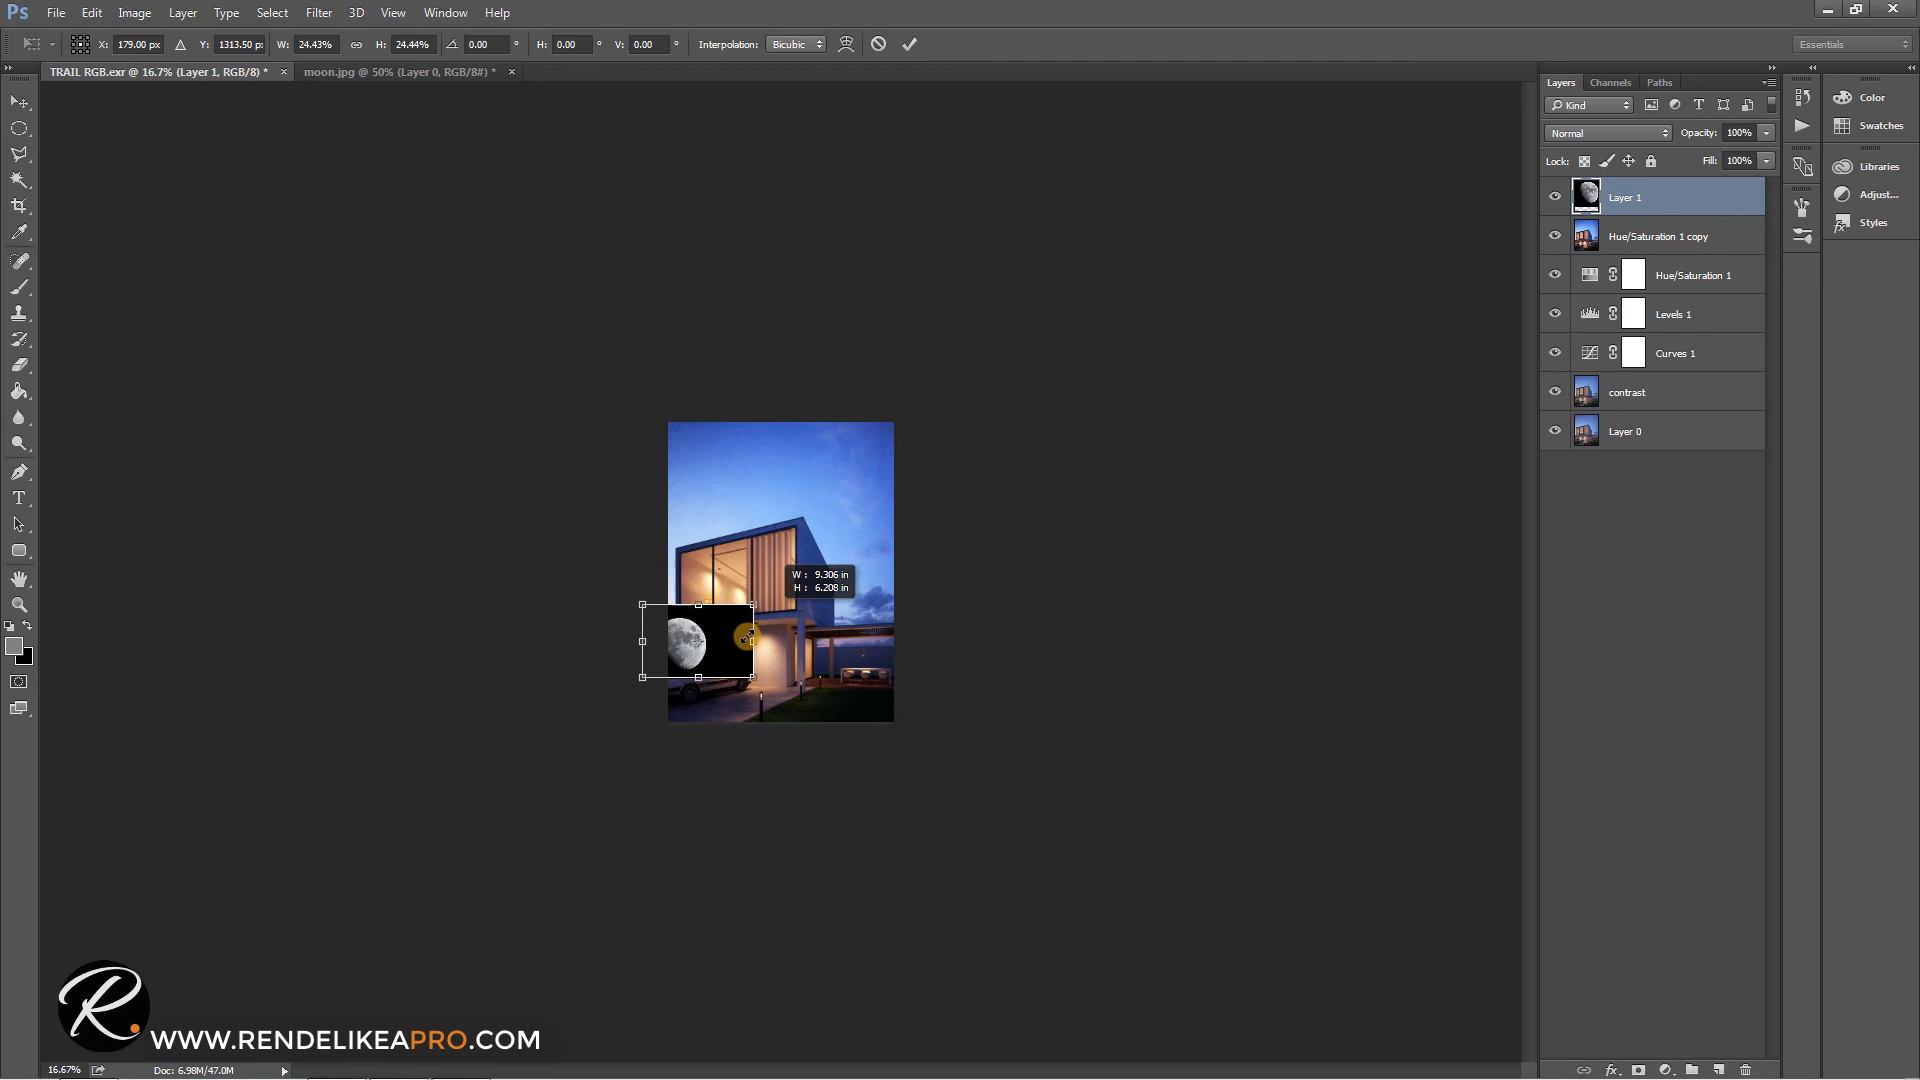 Ps File Edit Image Layer Type Select Filter 3D View Window Help
X: 179.00 px Y: 1313.50 p: W: 24.43% H: 24.44% 0.00 ° H: 0.00 ° V: 0.00 ° Interpolation: Bicubic Essentials
TRAIL RGB.exr @ 16.7% (Layer 1, RGB/8) * × moon.jpg @ 50% (Layer 0, RGB/8#) * ×
Layers Channels Paths
Kind
Normal Opacity: 100%
Lock: Fill: 100%
Layer 1
Hue/Saturation 1 copy
Hue/Saturation 1
Levels 1
Curves 1
contrast
Layer 0
Color
Swatches
Libraries
Adjust...
Styles
W : 9.306 in
H : 6.208 in
R.
WWW.RENDELIKEAPRO.COM
16.67% Doc: 6.98M/47.0M